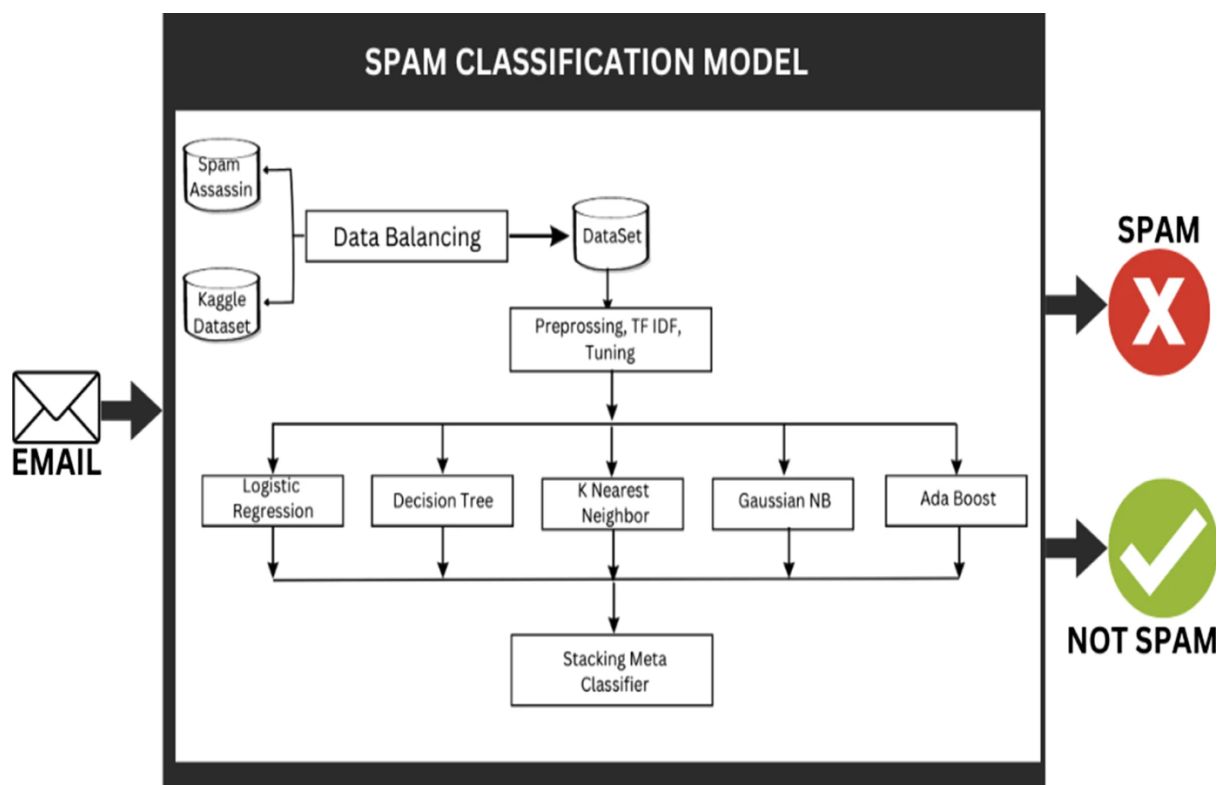 SPAM CLASSIFICATION MODEL
Spam
Assassin
Data Balancing
DataSet
Kaggle
Dataset
Preprossing, TF IDF,
Tuning
EMAIL
Logistic
Regression
Decision Tree
K Nearest
Neighbor
Gaussian NB
Ada Boost
Stacking Meta
Classifier
SPAM
X
NOT SPAM